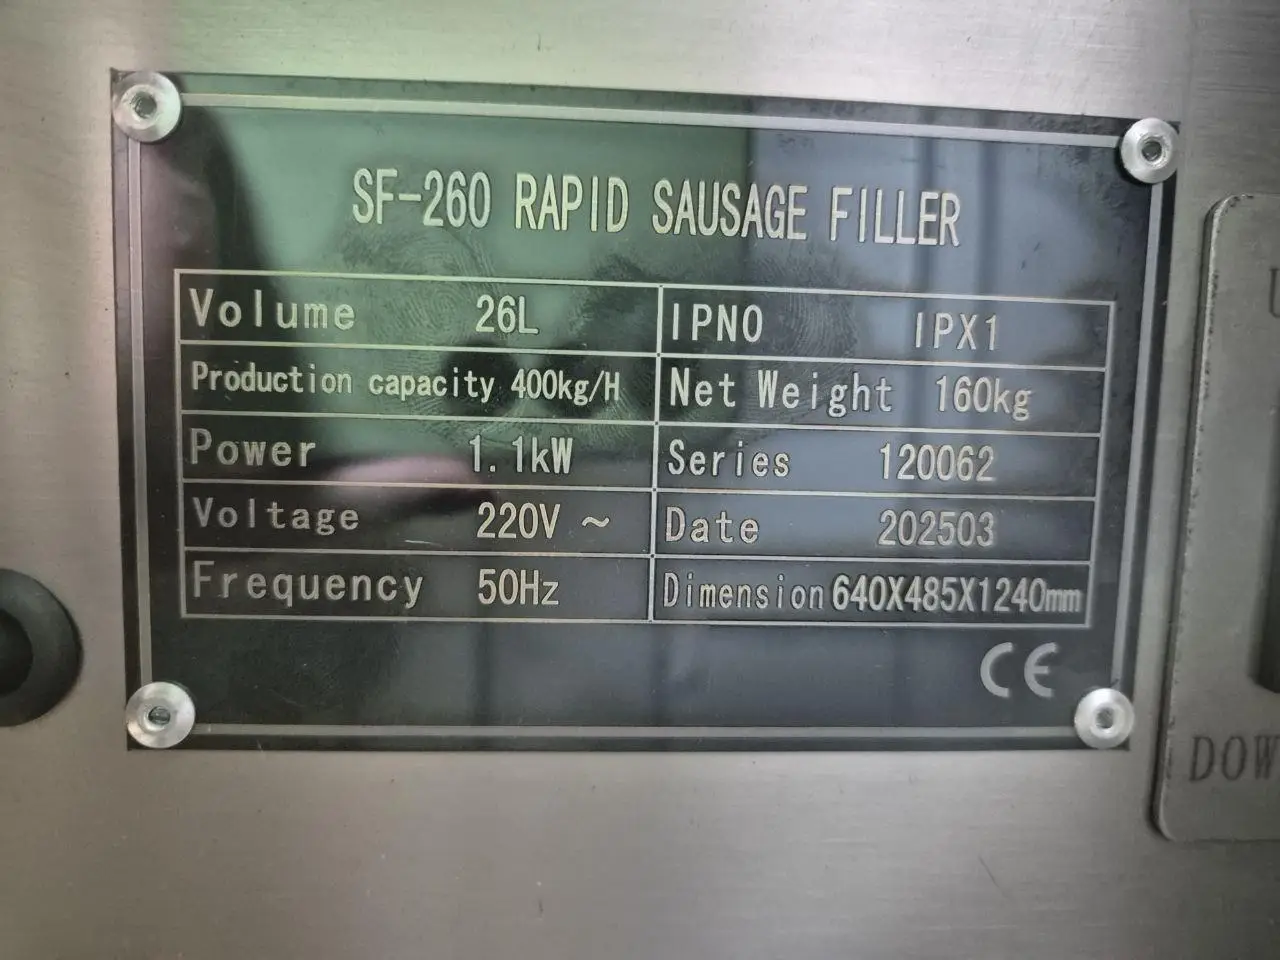 SF-260 RAPID SAUSAGE FILLER
Volume 26L IPNO IPX1
Production capacity 400kg/H Net Weight 160kg
Power 1.1kW Series 120062
Voltage 220V ~ Date 202503
Frequency 50Hz Dimension 640X485X1240mm
CE